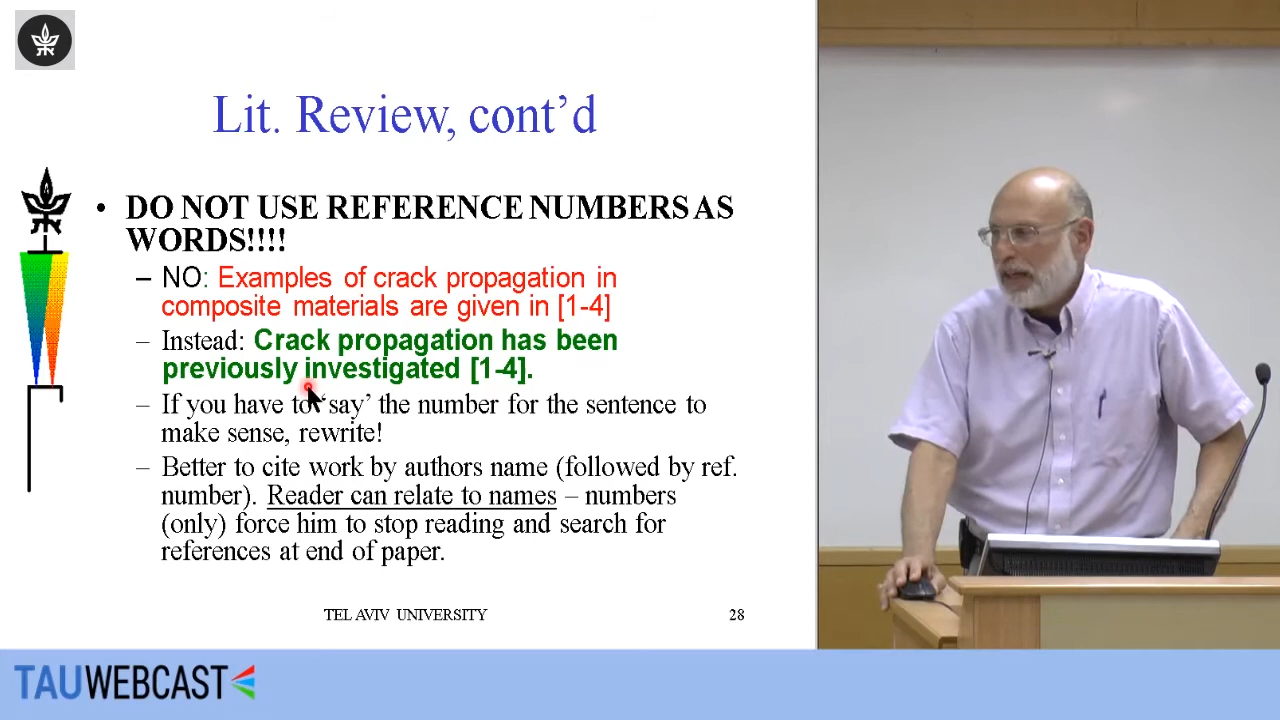 Lit. Review, cont’d
• DO NOT USE REFERENCE NUMBERS AS
WORDS!!!!
– NO: Examples of crack propagation in
composite materials are given in [1-4]
– Instead: Crack propagation has been
previously investigated [1-4].
– If you have to ‘say’ the number for the sentence to
make sense, rewrite!
– Better to cite work by authors name (followed by ref.
number). Reader can relate to names – numbers
(only) force him to stop reading and search for
references at end of paper.
TEL AVIV UNIVERSITY
28
TAUWEBCAST